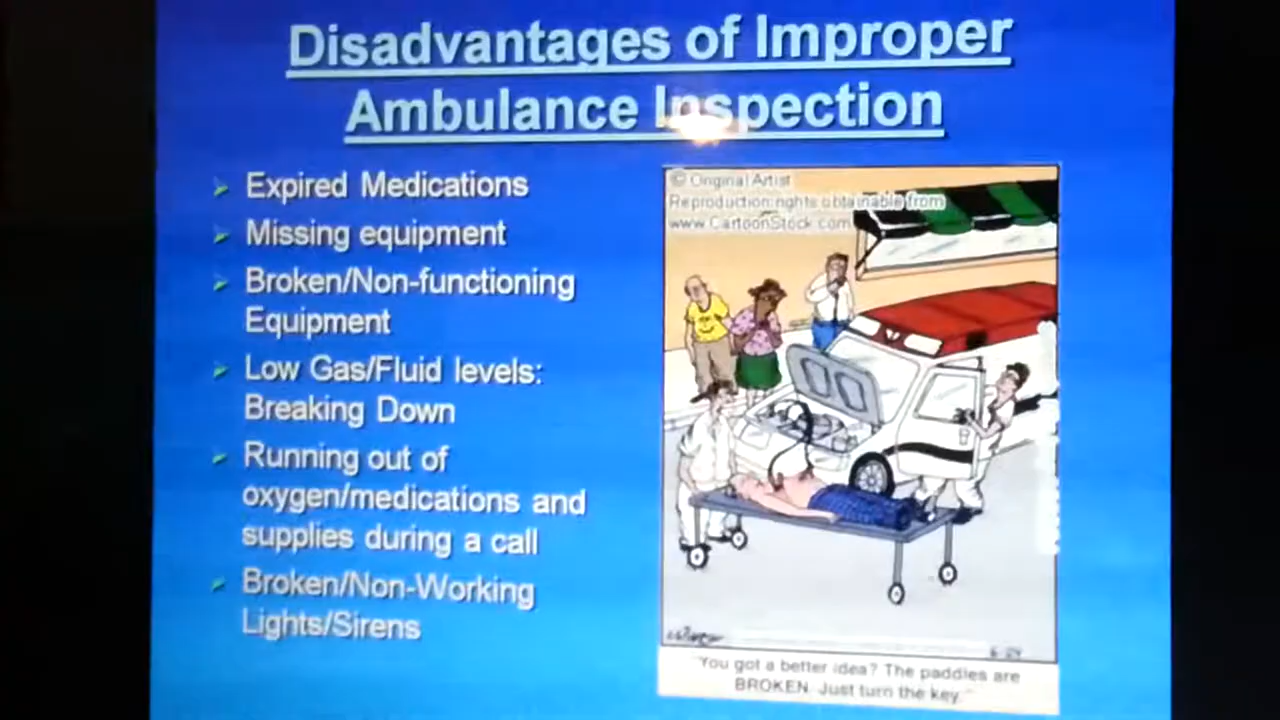 Disadvantages of Improper
Ambulance Inspection
Expired Medications
Missing equipment
Broken/Non-functioning
Equipment
Low Gas/Fluid levels:
Breaking Down
Running out of
oxygen/medications and
supplies during a call
Broken/Non-Working
Lights/Sirens
© Original Artist
Reproduction rights obtainable from
www.CartoonStock.com
"You got a better idea? The paddles are
BROKEN. Just turn the key."